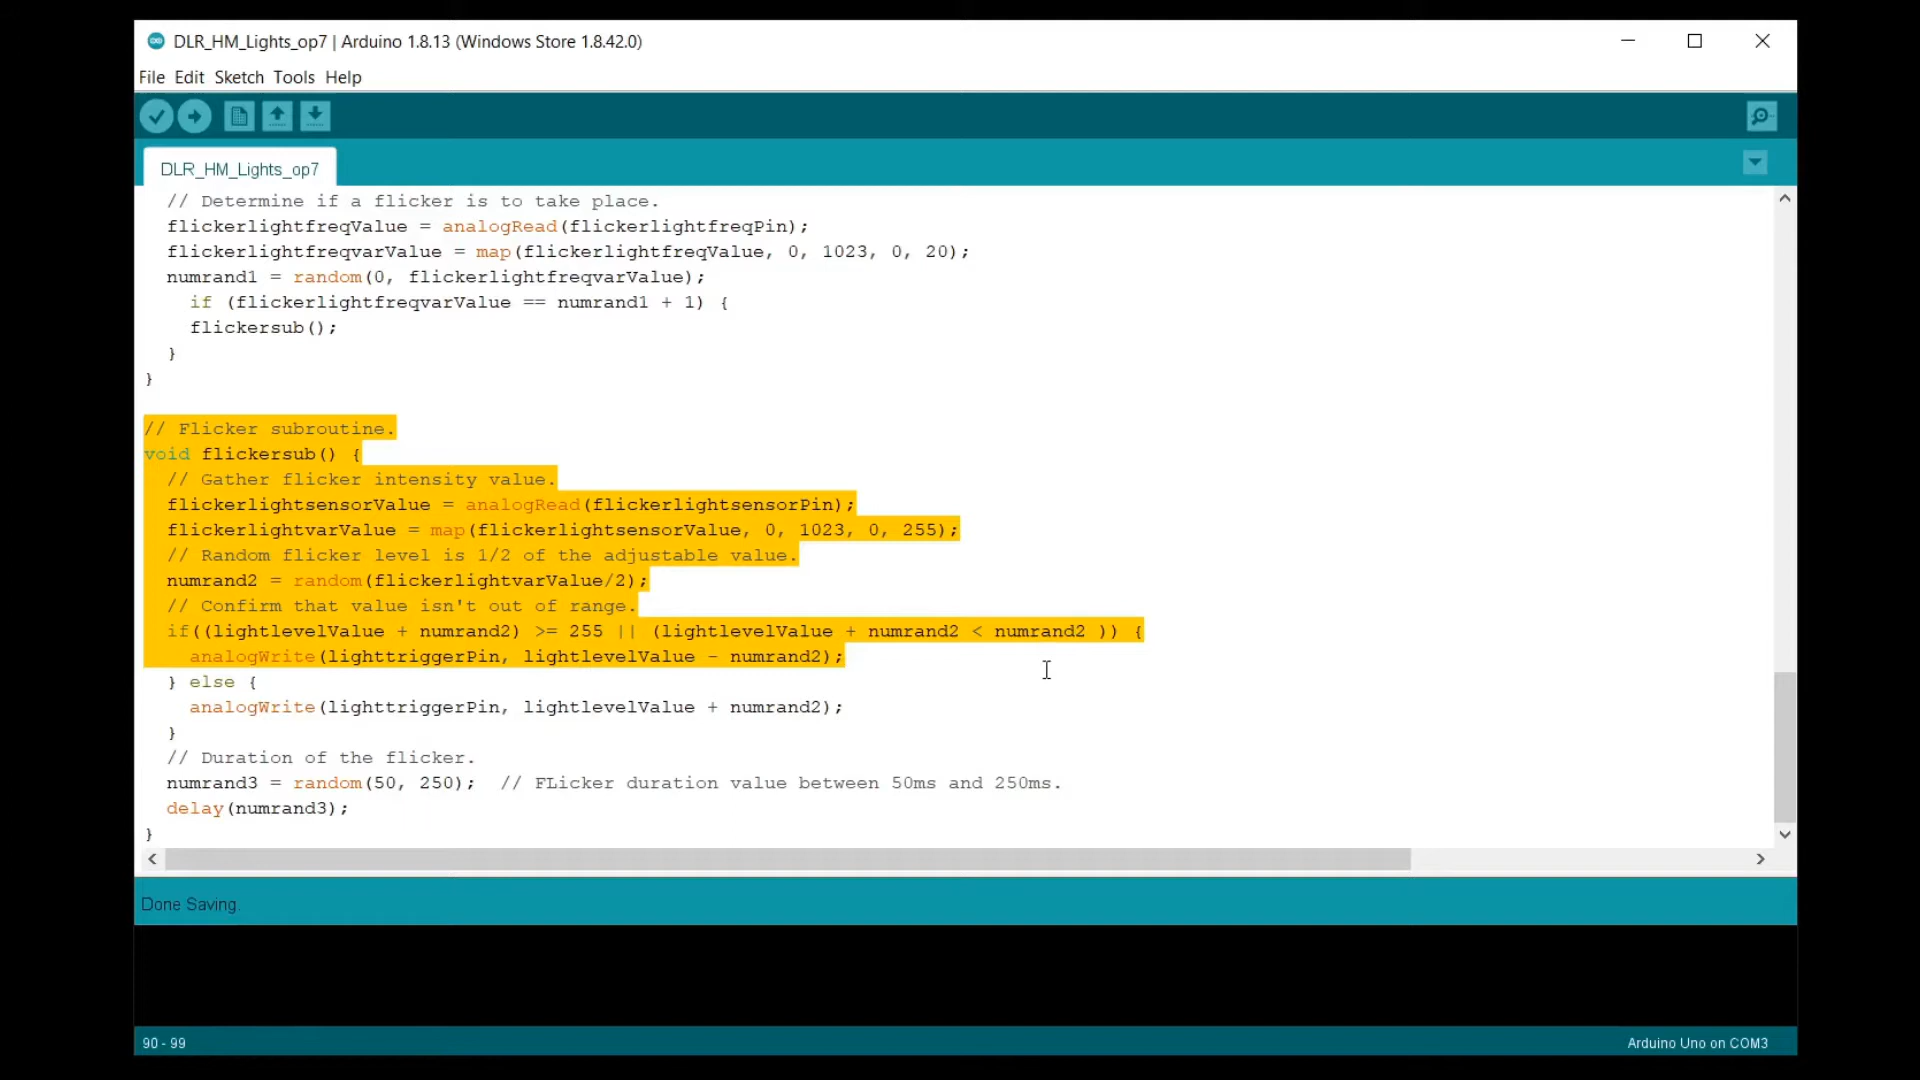 DLR_HM_Lights_op7 | Arduino 1.8.13 (Windows Store 1.8.42.0)
File Edit Sketch Tools Help
DLR_HM_Lights_op7
// Determine if a flicker is to take place.
flickerlightfreqValue = analogRead(flickerlightfreqPin);
flickerlightfreqvarValue = map(flickerlightfreqValue, 0, 1023, 0, 20);
numrand1 = random(0, flickerlightfreqvarValue);
if (flickerlightfreqvarValue == numrand1 + 1) {
flickersub();
}
}
// Flicker subroutine.
void flickersub() {
// Gather flicker intensity value.
flickerlightsensorValue = analogRead(flickerlightsensorPin);
flickerlightvarValue = map(flickerlightsensorValue, 0, 1023, 0, 255);
// Random flicker level is 1/2 of the adjustable value.
numrand2 = random(flickerlightvarValue/2);
// Confirm that value isn't out of range.
if((lightlevelValue + numrand2) >= 255 || (lightlevelValue + numrand2 < numrand2 )) {
analogWrite(lighttriggerPin, lightlevelValue - numrand2);
} else {
analogWrite(lighttriggerPin, lightlevelValue + numrand2);
}
// Duration of the flicker.
numrand3 = random(50, 250); // FLicker duration value between 50ms and 250ms.
delay(numrand3);
}
Done Saving.
90 - 99
Arduino Uno on COM3